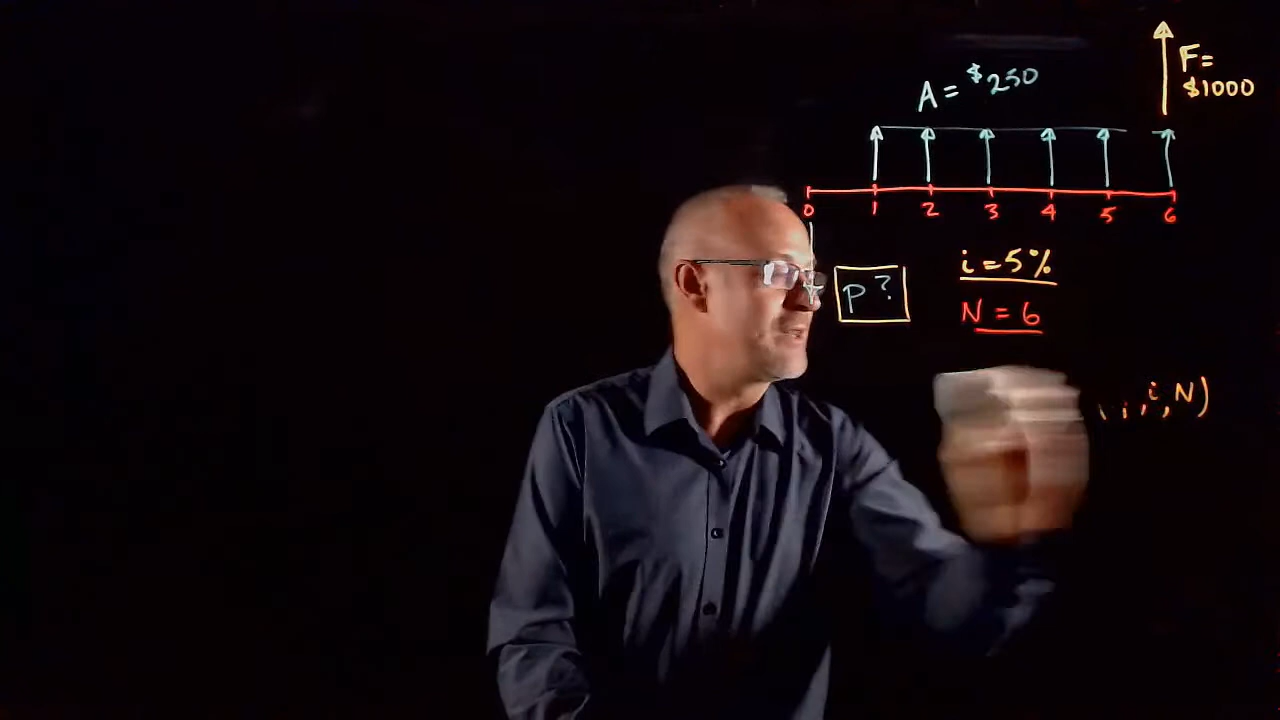 F=
$1000
A = $250
0 1 2 3 4 5 6
i = 5%
P?
N = 6
, i, N)